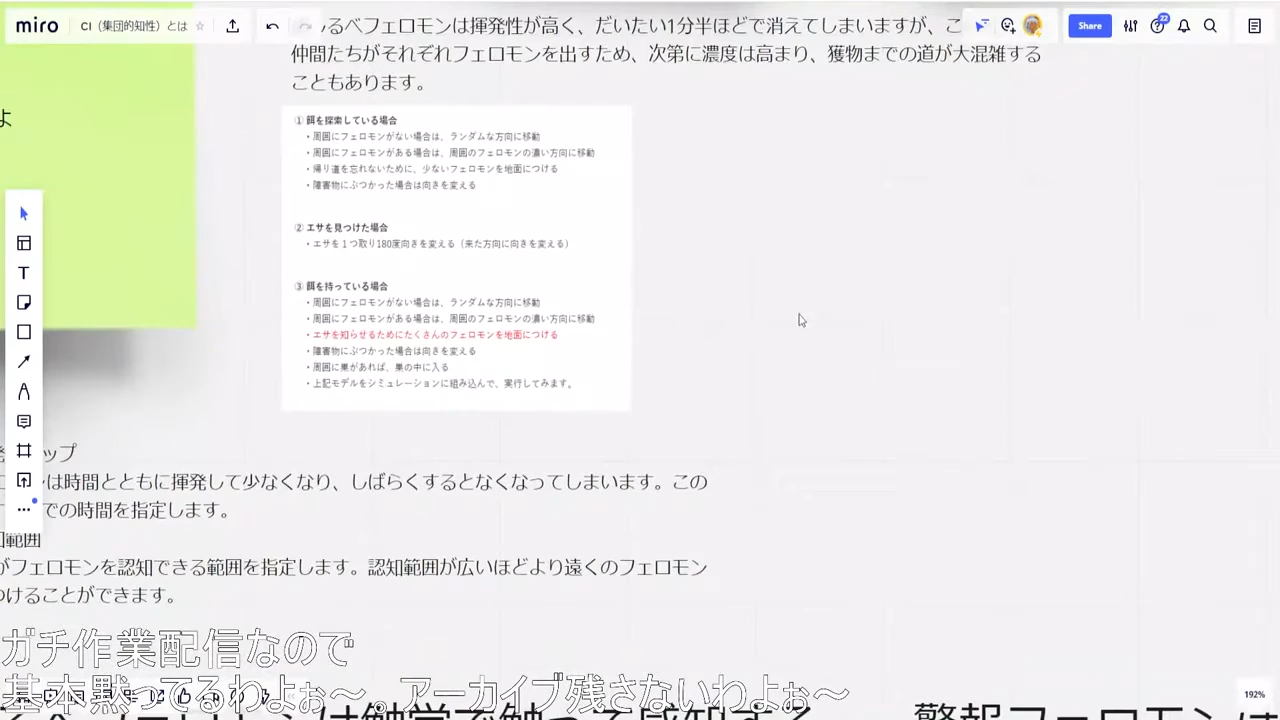 miro
CI（集団的知性）とは
Share
22
るべフェロモンは揮発性が高く、だいたい1分半ほどで消えてしまいますが、こ
仲間たちがそれぞれフェロモンを出すため、次第に濃度は高まり、獲物までの道が大混雑する
こともあります。
よ
① 餌を探索している場合
・周囲にフェロモンがない場合は、ランダムな方向に移動
・周囲にフェロモンがある場合は、周囲のフェロモンの濃い方向に移動
・帰り道を忘れないために、少ないフェロモンを地面につける
・障害物にぶつかった場合は向きを変える
② エサを見つけた場合
・エサを１つ取り180度向きを変える（来た方向に向きを変える）
③ 餌を持っている場合
・周囲にフェロモンがない場合は、ランダムな方向に移動
・周囲にフェロモンがある場合は、周囲のフェロモンの濃い方向に移動
・エサを知らせるためにたくさんのフェロモンを地面につける
・障害物にぶつかった場合は向きを変える
・周囲に巣があれば、巣の中に入る
・上記モデルをシミュレーションに組み込んで、実行してみます。
ップ
は時間とともに揮発して少なくなり、しばらくするとなくなってしまいます。この
での時間を指定します。
知範囲
がフェロモンを認知できる範囲を指定します。認知範囲が広いほどより遠くのフェロモン
つけることができます。
ガチ作業配信なので
基本黙ってるわよぉ〜。アーカイブ残さないわよぉ〜
192%
は触覚で触って感知する
警報フェロモンは